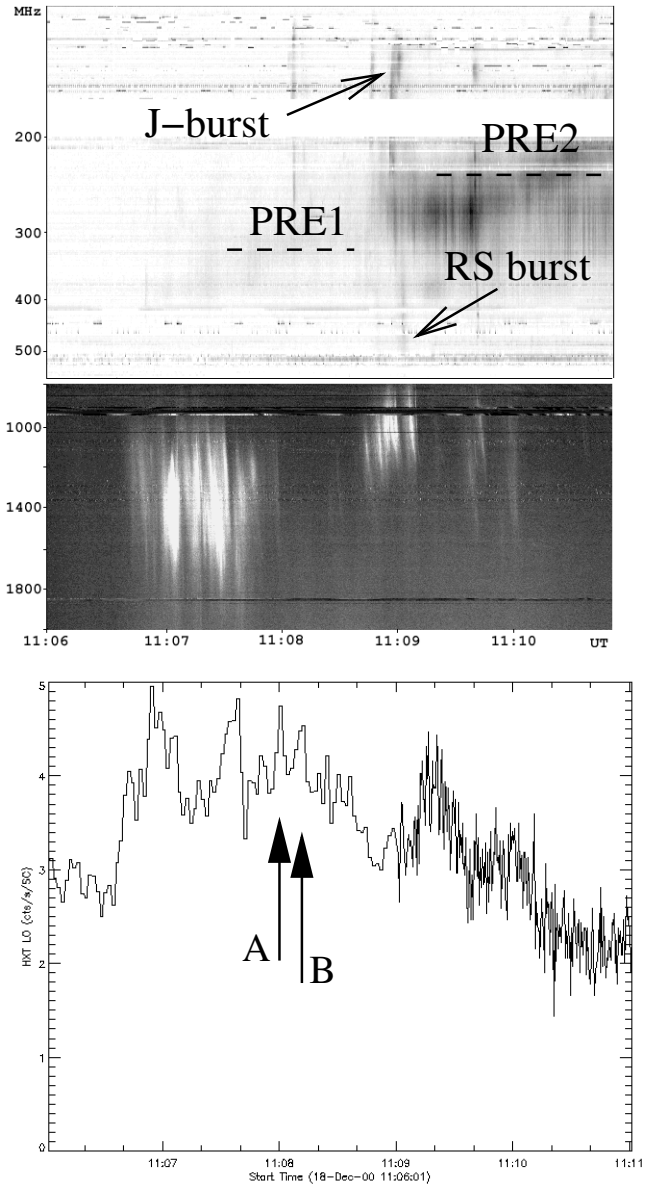 MHz
J–burst
200
PRE2
PRE1
300
RS burst
400
500
1000
1400
1800
11:06 11:07 11:08 11:09 11:10 UT
5
4
3
2
1
0
HXT LO (cts/s/SC)
A
B
11:07 11:08 11:09 11:10 11:11
Start Time (18-Dec-00 11:06:01)